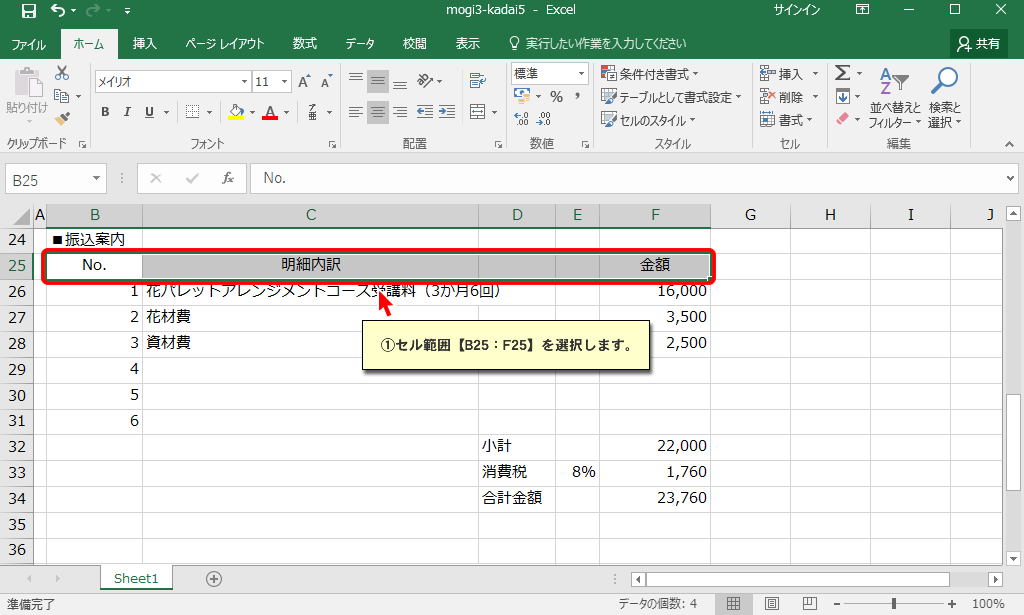 mogi3-kadai5 - Excel サインイン
ファイル ホーム 挿入 ページ レイアウト 数式 データ 校閲 表示 実行したい作業を入力してください 共有
貼り付け
メイリオ 11 A A
標準
条件付き書式
挿入
Σ
% ,
テーブルとして書式設定
削除
並べ替えと
フィルター
検索と
選択
B I U
セルのスタイル
書式
クリップボード フォント 配置 数値 スタイル セル 編集
B25 fx No.
A B C D E F G H I J
24 ■振込案内
25 No. 明細内訳 金額
26 1 花パレットアレンジメントコース受講料（3か月6回） 16,000
27 2 花材費 3,500
28 3 資材費 2,500
①セル範囲【B25：F25】を選択します。
29 4
30 5
31 6
32 小計 22,000
33 消費税 8% 1,760
34 合計金額 23,760
35
36
Sheet1
準備完了 データの個数: 4 100%